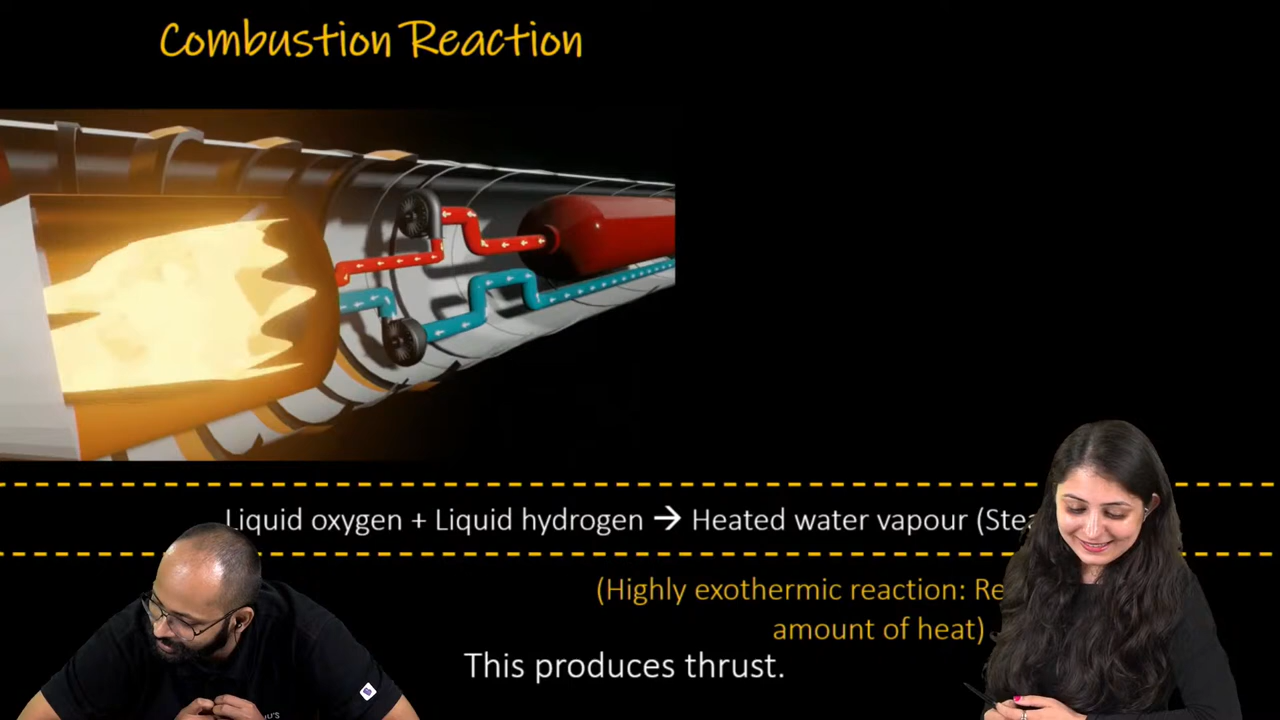 Combustion Reaction
Liquid oxygen + Liquid hydrogen → Heated water vapour
(Highly exothermic reaction:
amount of heat)
This produces thrust.